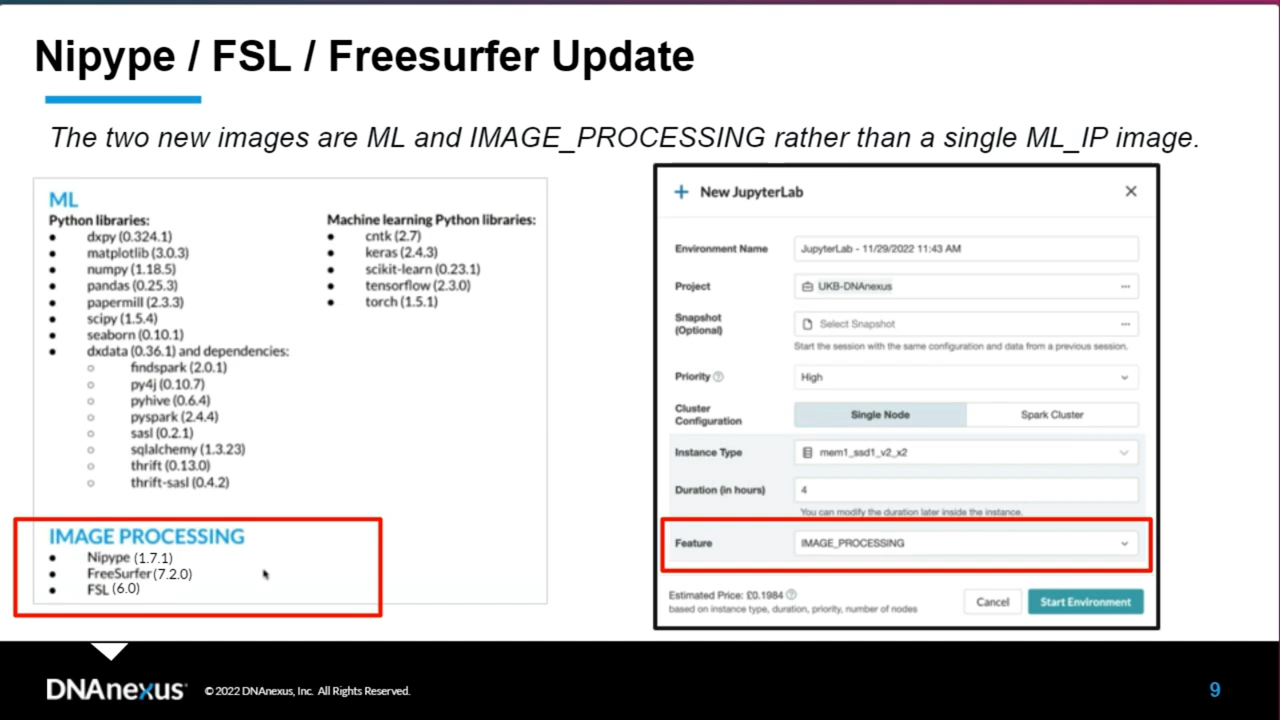 Nipype / FSL / Freesurfer Update
The two new images are ML and IMAGE_PROCESSING rather than a single ML_IP image.
ML
Python libraries:
• dxpy (0.324.1)
• matplotlib (3.0.3)
• numpy (1.18.5)
• pandas (0.25.3)
• papermill (2.3.3)
• scipy (1.5.4)
• seaborn (0.10.1)
• dxdata (0.36.1) and dependencies:
○ findspark (2.0.1)
○ py4j (0.10.7)
○ pyhive (0.6.4)
○ pyspark (2.4.4)
○ sasl (0.2.1)
○ sqlalchemy (1.3.23)
○ thrift (0.13.0)
○ thrift-sasl (0.4.2)
Machine learning Python libraries:
• cntk (2.7)
• keras (2.4.3)
• scikit-learn (0.23.1)
• tensorflow (2.3.0)
• torch (1.5.1)
IMAGE PROCESSING
• Nipype (1.7.1)
• FreeSurfer (7.2.0)
• FSL (6.0)
New JupyterLab
Environment Name JupyterLab - 11/29/2022 11:43 AM
Project UKB-DNAnexus
Snapshot
(Optional)
Select Snapshot
Start the session with the same configuration and data from a previous session.
Priority High
Cluster
Configuration
Single Node Spark Cluster
Instance Type mem1_ssd1_v2_x2
Duration (in hours) 4
You can modify the duration later inside the instance.
Feature IMAGE_PROCESSING
Estimated Price: £0.1984
based on instance type, duration, priority, number of nodes
Cancel Start Environment
DNAnexus © 2022 DNAnexus, Inc. All Rights Reserved.
9